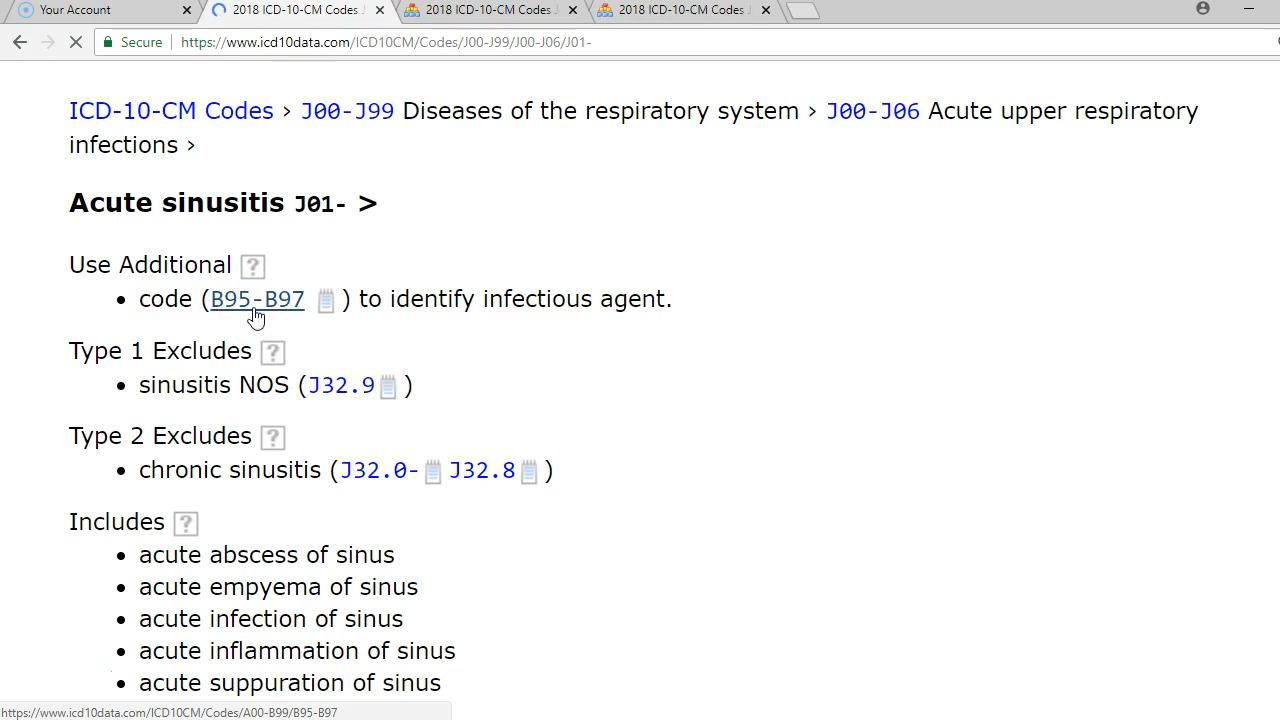 Your Account
2018 ICD-10-CM Codes
2018 ICD-10-CM Codes
2018 ICD-10-CM Codes
Secure
https://www.icd10data.com/ICD10CM/Codes/J00-J99/J00-J06/J01-
ICD-10-CM Codes › J00-J99 Diseases of the respiratory system › J00-J06 Acute upper respiratory
infections ›
Acute sinusitis J01- >
Use Additional ?
• code (B95-B97 ) to identify infectious agent.
Type 1 Excludes ?
• sinusitis NOS (J32.9 )
Type 2 Excludes ?
• chronic sinusitis (J32.0- J32.8 )
Includes ?
• acute abscess of sinus
• acute empyema of sinus
• acute infection of sinus
• acute inflammation of sinus
• acute suppuration of sinus
https://www.icd10data.com/ICD10CM/Codes/A00-B99/B95-B97